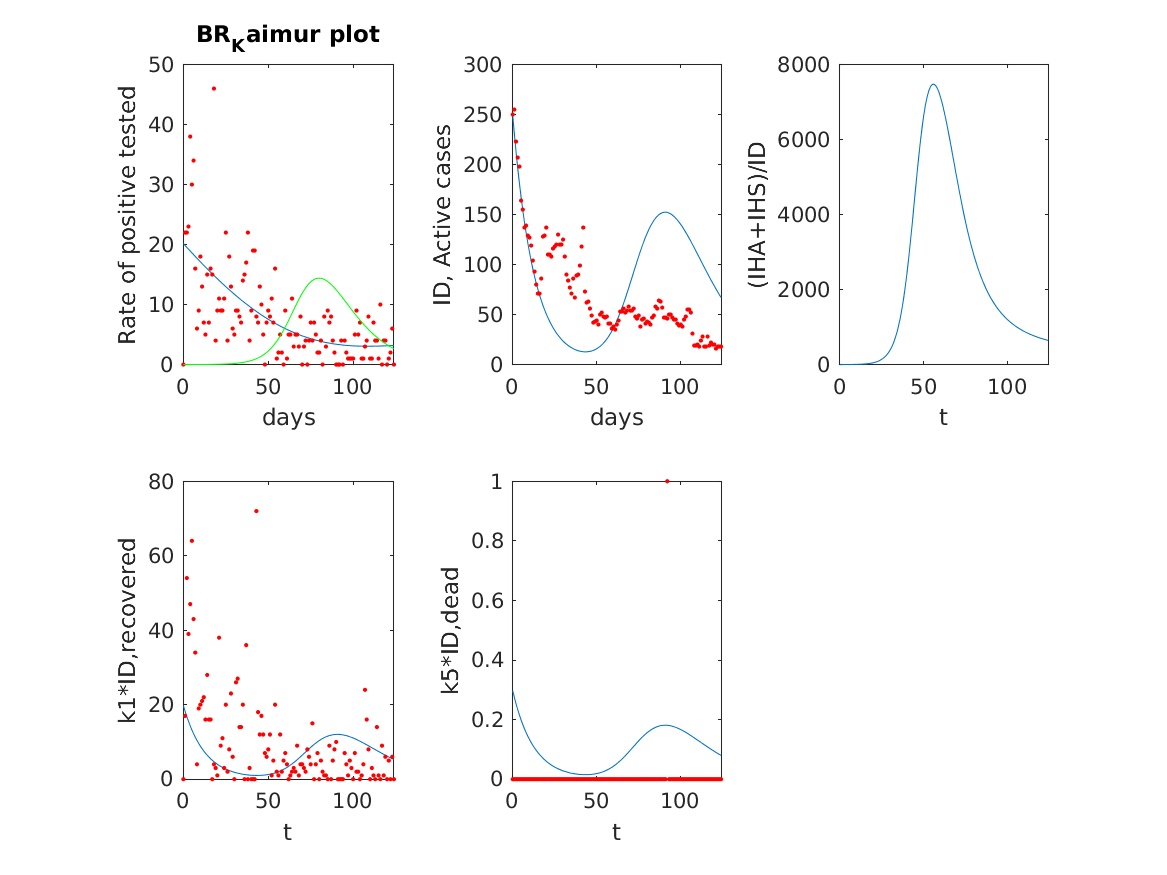 BR_Kaimur plot
50
40
30
20
10
0
Rate of positive tested
0 50 100
days
300
250
200
150
100
50
0
ID, Active cases
0 50 100
days
8000
6000
4000
2000
0
(IHA+IHS)/ID
0 50 100
t
80
60
40
20
0
k1*ID,recovered
0 50 100
t
1
0.8
0.6
0.4
0.2
0
k5*ID,dead
0 50 100
t